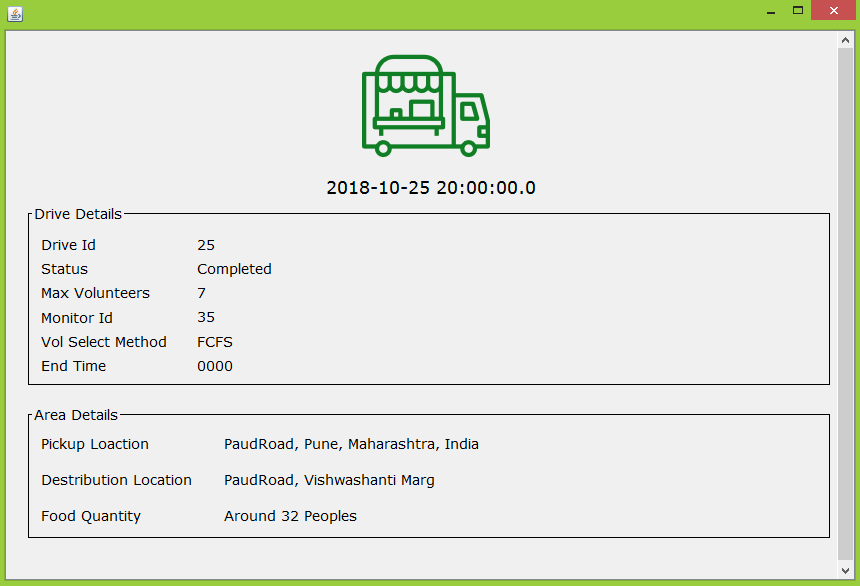 2018-10-25 20:00:00.0
Drive Details
Drive Id 25
Status Completed
Max Volunteers 7
Monitor Id 35
Vol Select Method FCFS
End Time 0000
Area Details
Pickup Loaction PaudRoad, Pune, Maharashtra, India
Destribution Location PaudRoad, Vishwashanti Marg
Food Quantity Around 32 Peoples